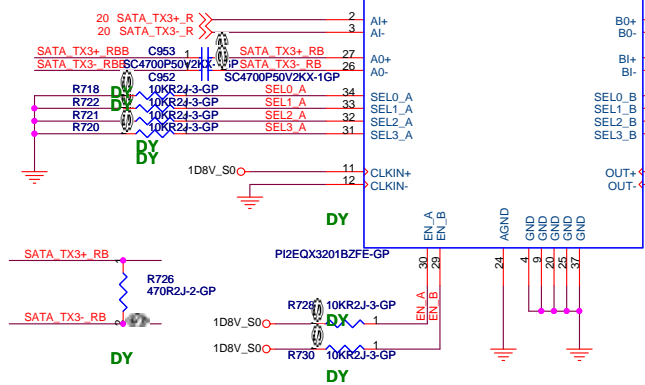 20 SATA_TX3+_R 2 AI+ B0+
20 SATA_TX3-_R 3 AI- B0-
SATA_TX3+_RBB C953 1 SATA_TX3+_RB 27 A0+ BI+
SATA_TX3-_RBB SC4700P50V2KX-1GP 26 A0- BI-
C952 SC4700P50V2KX-1GP
R718 DY 10KR2J-3-GP SEL0_A 34 SEL0_A SEL0_B
R722 DY 10KR2J-3-GP SEL1_A 33 SEL1_A SEL1_B
R721 10KR2J-3-GP SEL2_A 32 SEL2_A SEL2_B
R720 10KR2J-3-GP SEL3_A 31 SEL3_A SEL3_B
DY
DY
1D8V_S0 11 CLKIN+ OUT+
12 CLKIN- OUT-
DY
EN_A EN_B AGND GND GND GND GND GND
SATA_TX3+_RB PI2EQX3201BZFE-GP
30 29 24 4 9 20 25 37
1
R726
470R2J-2-GP
EN_A EN_B
R728 10KR2J-3-GP
SATA_TX3-_RB 1D8V_S0 DY 1
1D8V_S0 1
DY R730 10KR2J-3-GP
DY